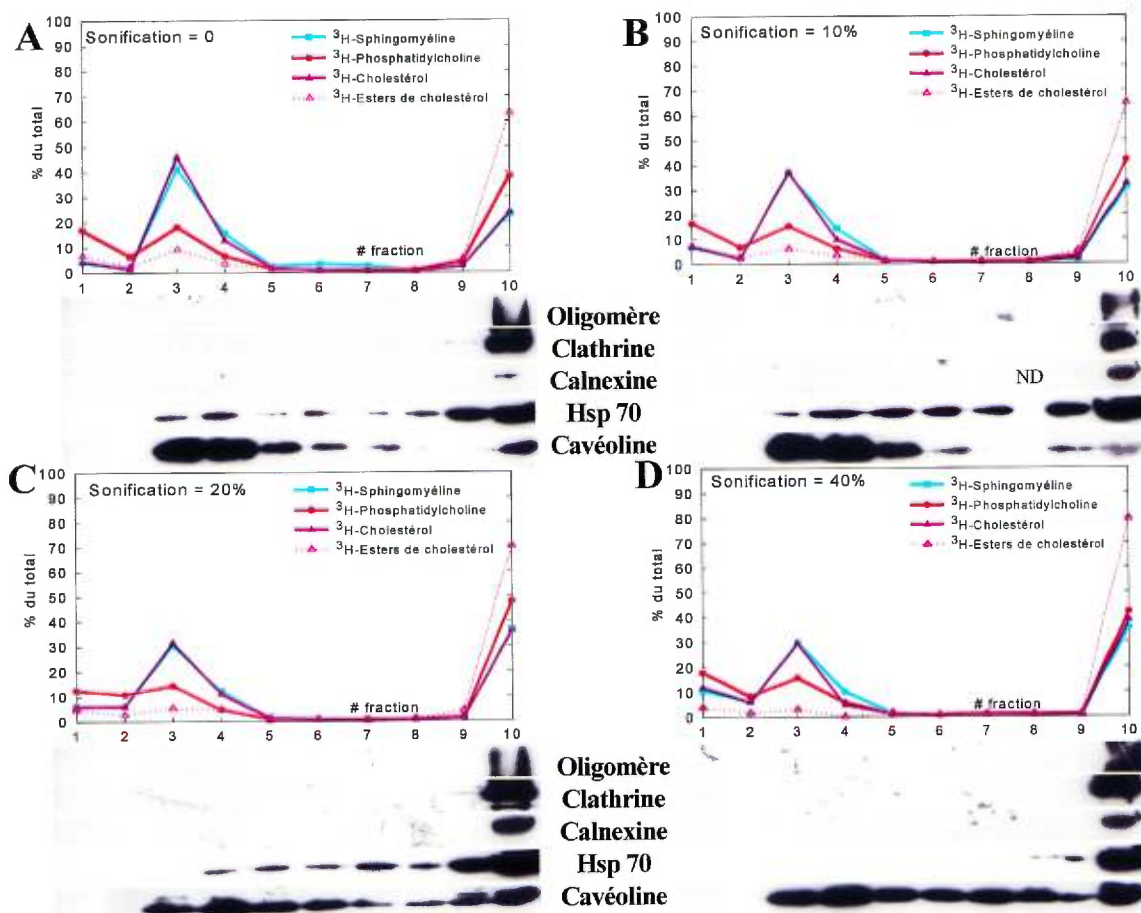 A
Sonification = 0
³H-Sphingomyéline
³H-Phosphatidylcholine
³H-Cholestérol
³H-Esters de cholestérol
% du total
100
90
80
70
60
50
40
30
20
10
0
# fraction
1 2 3 4 5 6 7 8 9 10
B
Sonification = 10%
³H-Sphingomyéline
³H-Phosphatidylcholine
³H-Cholestérol
³H-Esters de cholestérol
% du total
100
90
80
70
60
50
40
30
20
10
0
# fraction
1 2 3 4 5 6 7 8 9 10
Oligomère
Clathrine
Calnexine
ND
Hsp 70
Cavéoline
C
Sonification = 20%
³H-Sphingomyéline
³H-Phosphatidylcholine
³H-Cholestérol
³H-Esters de cholestérol
% du total
100
90
80
70
60
50
40
30
20
10
0
# fraction
1 2 3 4 5 6 7 8 9 10
D
Sonification = 40%
³H-Sphingomyéline
³H-Phosphatidylcholine
³H-Cholestérol
³H-Esters de cholestérol
% du total
100
90
80
70
60
50
40
30
20
10
0
# fraction
1 2 3 4 5 6 7 8 9 10
Oligomère
Clathrine
Calnexine
Hsp 70
Cavéoline